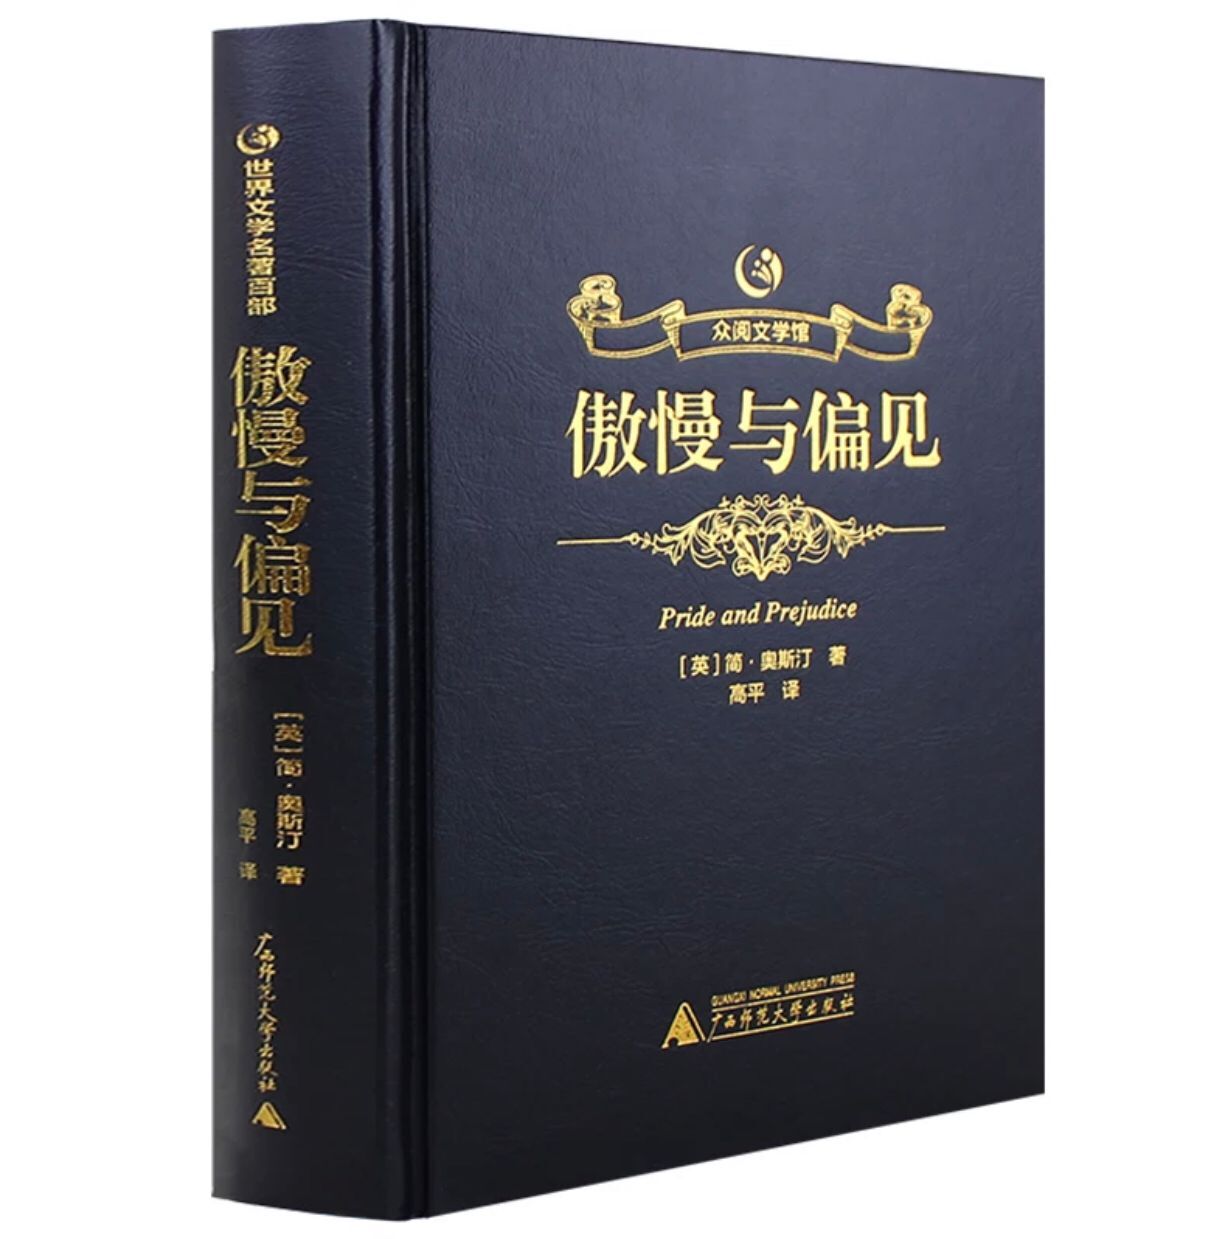 世界文学名著百部
傲慢与偏见
[英]简·奥斯汀 著
高平 译
广西师范大学出版社
众阅文学馆
傲慢与偏见
Pride and Prejudice
[英]简·奥斯汀 著
高平 译
GUANGXI NORMAL UNIVERSITY PRESS
广西师范大学出版社